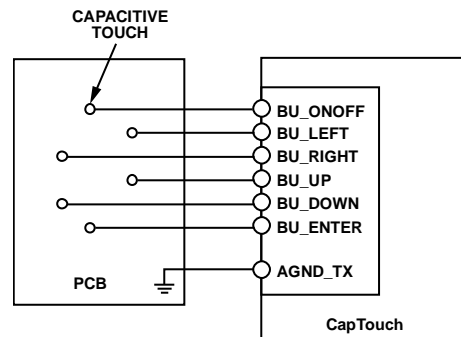 CAPACITIVE
TOUCH
BU_ONOFF
BU_LEFT
BU_RIGHT
BU_UP
BU_DOWN
BU_ENTER
AGND_TX
PCB
CapTouch